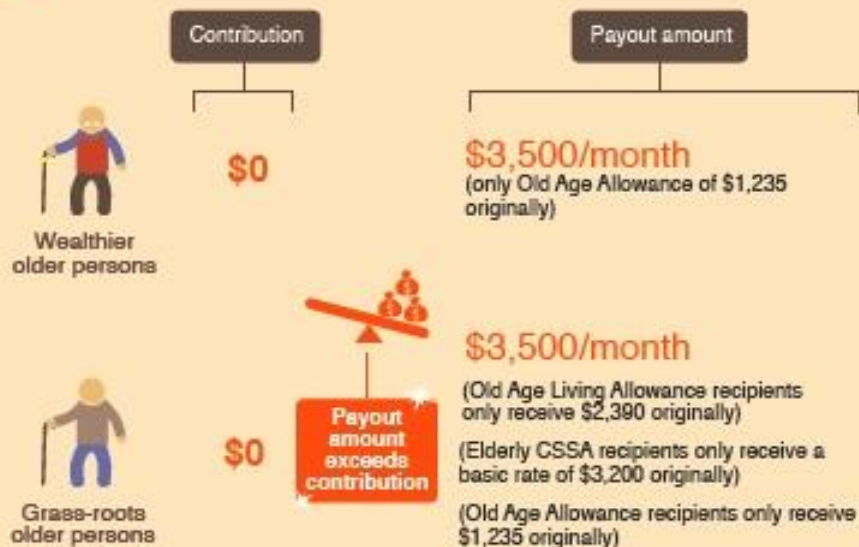 Contribution
Payout amount
$0
$3,500/month
(only Old Age Allowance of $1,235
originally)
Wealthier
older persons
$3,500/month
(Old Age Living Allowance recipients
only receive $2,390 originally)
(Elderly CSSA recipients only receive a
basic rate of $3,200 originally)
(Old Age Allowance recipients only receive
$1,235 originally)
$0
Payout
amount
exceeds
contribution
Grass-roots
older persons